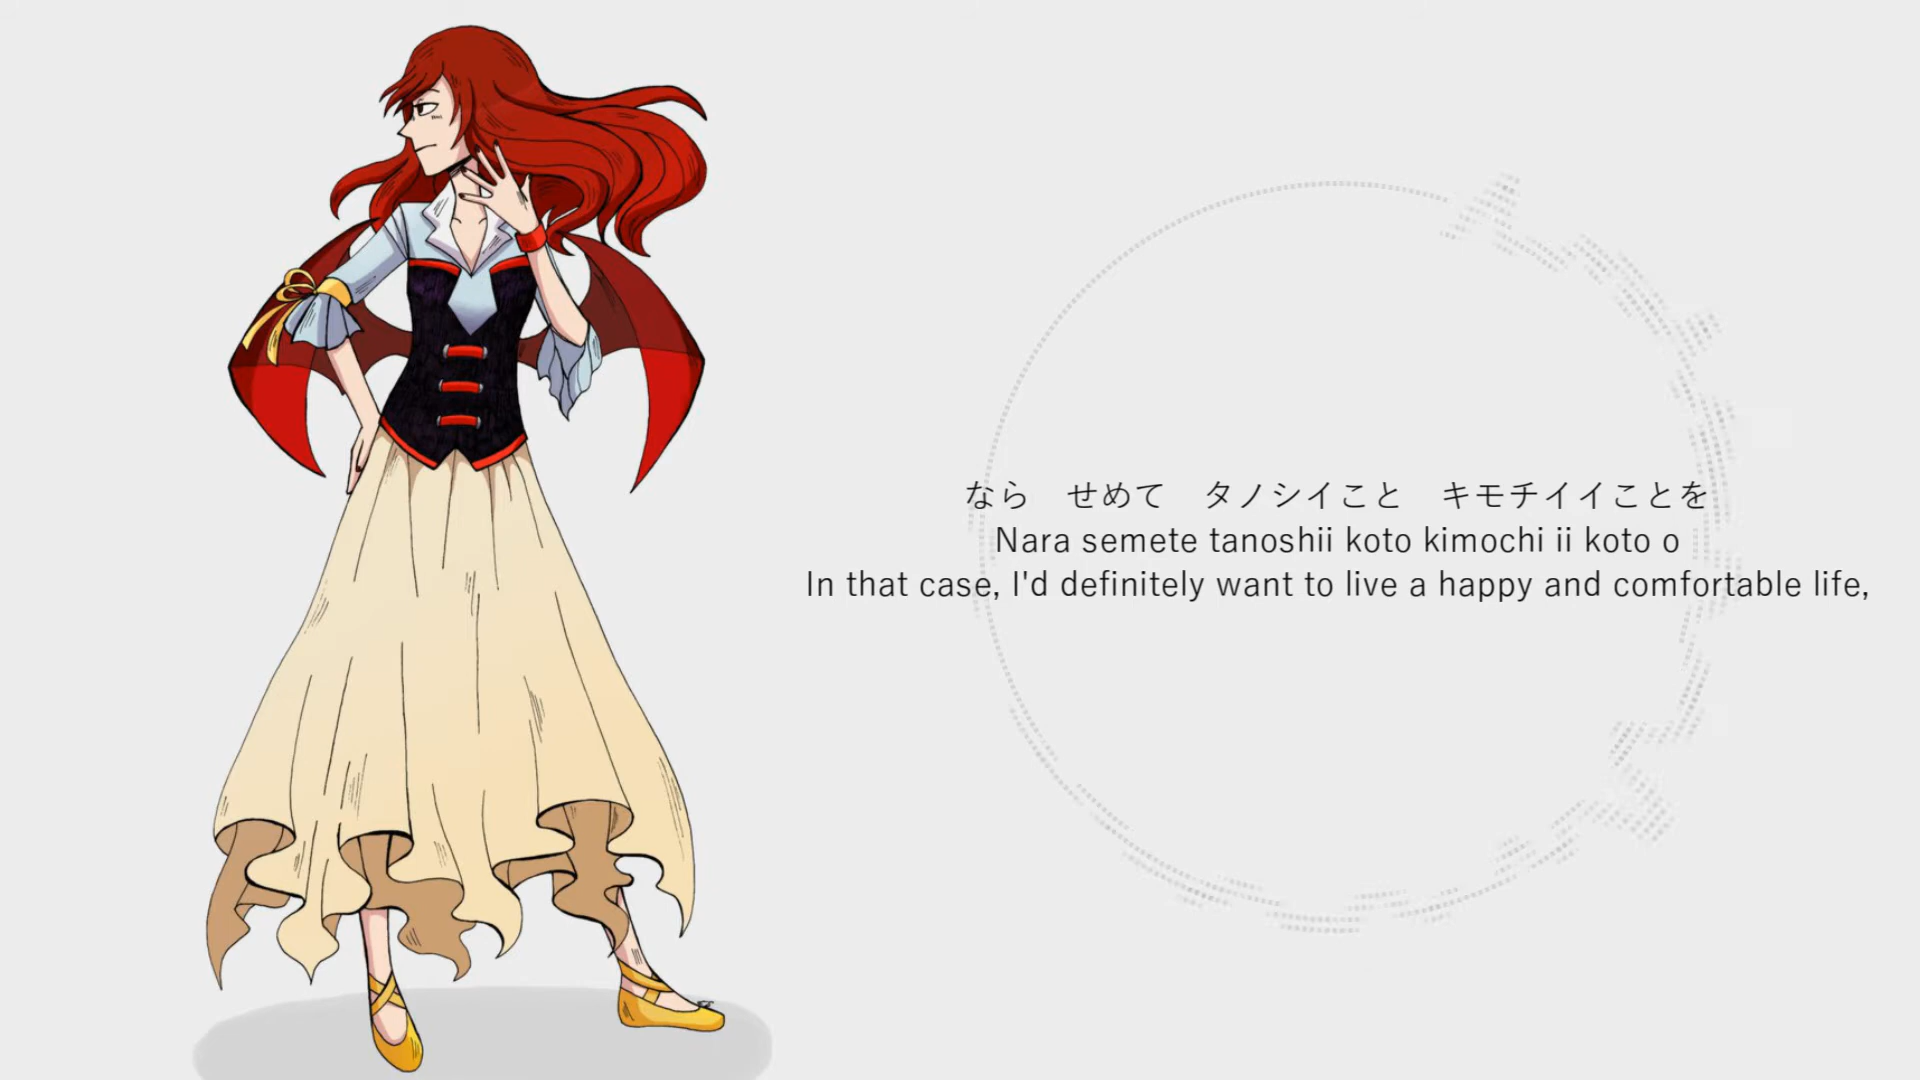 なら　せめて　タノシイこと　キモチイイことを
Nara semete tanoshii koto kimochi ii koto o
In that case, I'd definitely want to live a happy and comfortable life,